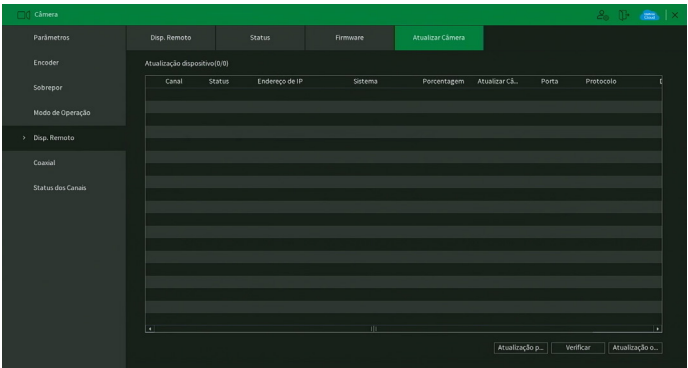 Câmera
Parâmetros
Disp. Remoto
Status
Firmware
Atualizar Câmera
Encoder
Atualização dispositivo(0/0)
Canal Status Endereço de IP Sistema Porcentagem Atualizar Câ... Porta Protocolo
Sobrepor
Modo de Operação
Disp. Remoto
Coaxial
Status dos Canais
Atualização p... Verificar Atualização o...